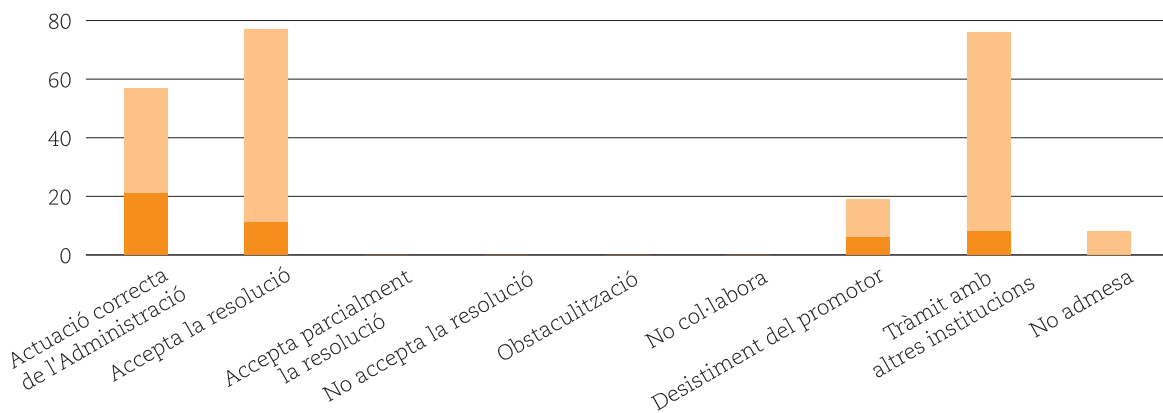 80
60
40
20
0
Actuació correcta
de l'Administració
Accepta la resolució
Accepta parcialment
la resolució
No accepta la resolució
Obstaculització
No col·labora
Desistiment del promotor
Tràmit amb
altres institucions
No admesa